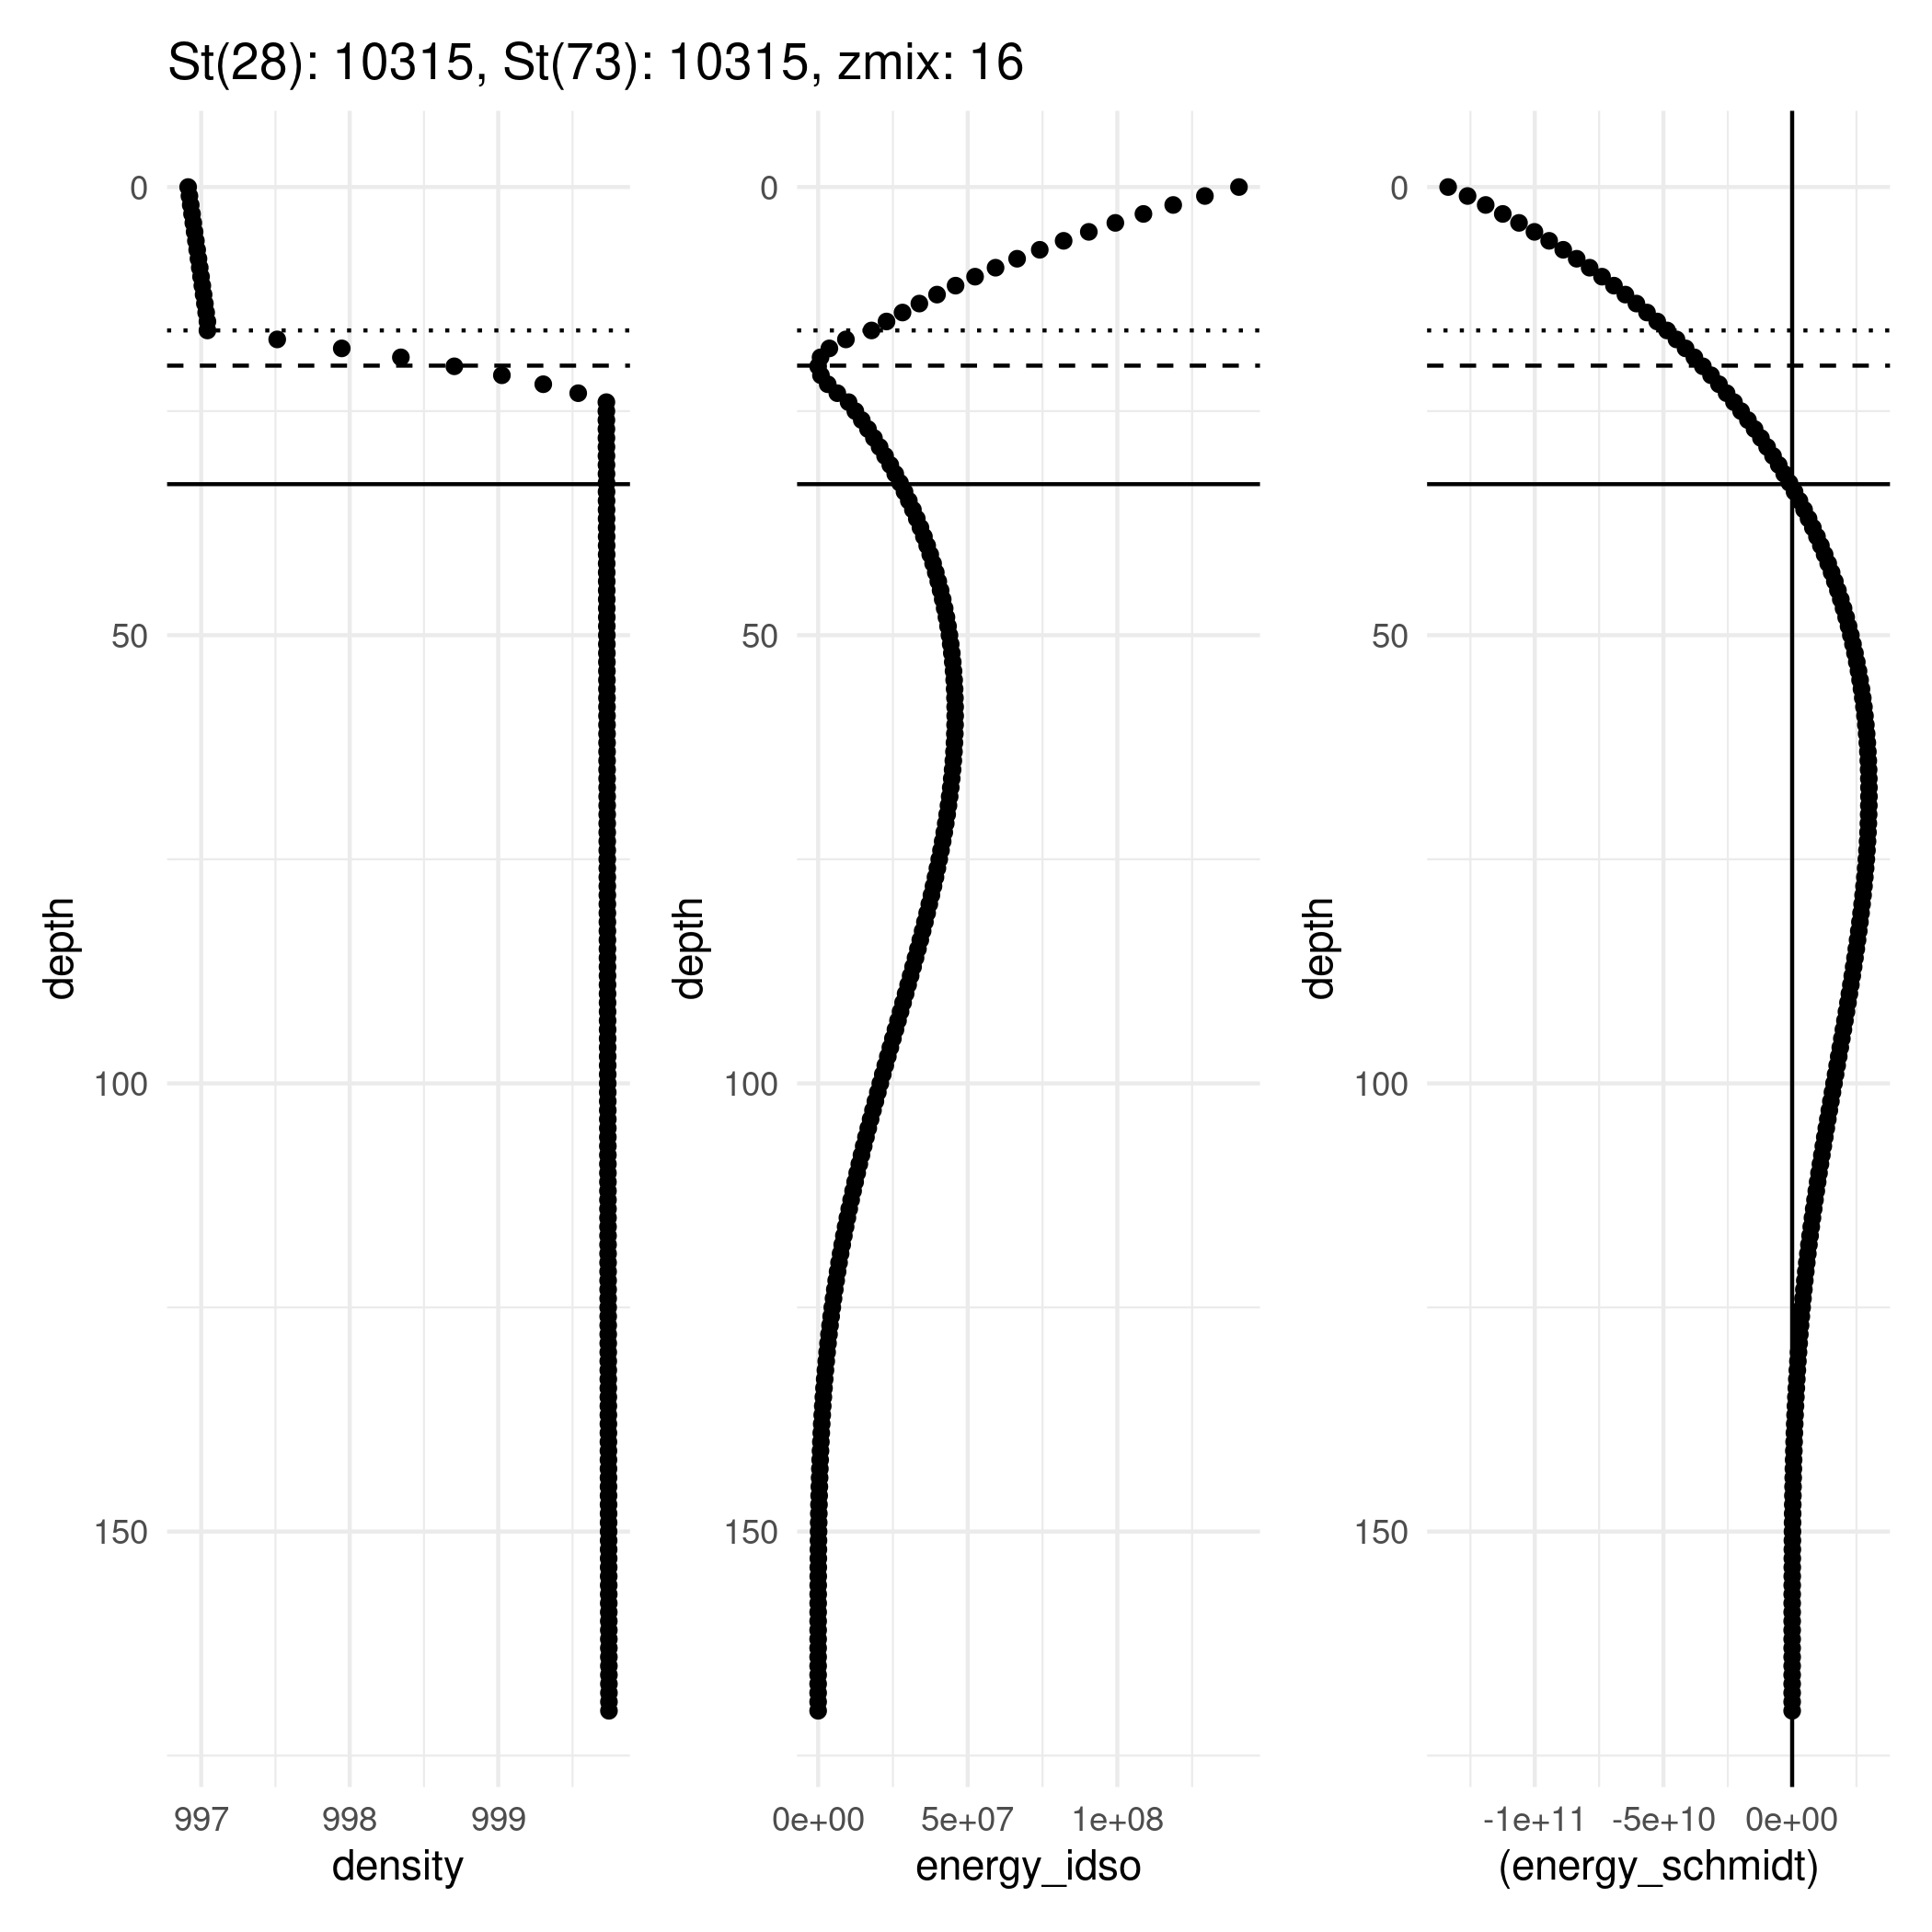 St(28): 10315, St(73): 10315, zmix: 16
0
50
100
150
depth
997 998 999
density
0
50
100
150
depth
0e+00 5e+07 1e+08
energy_idso
0
50
100
150
depth
-1e+11 -5e+10 0e+00
(energy_schmidt)